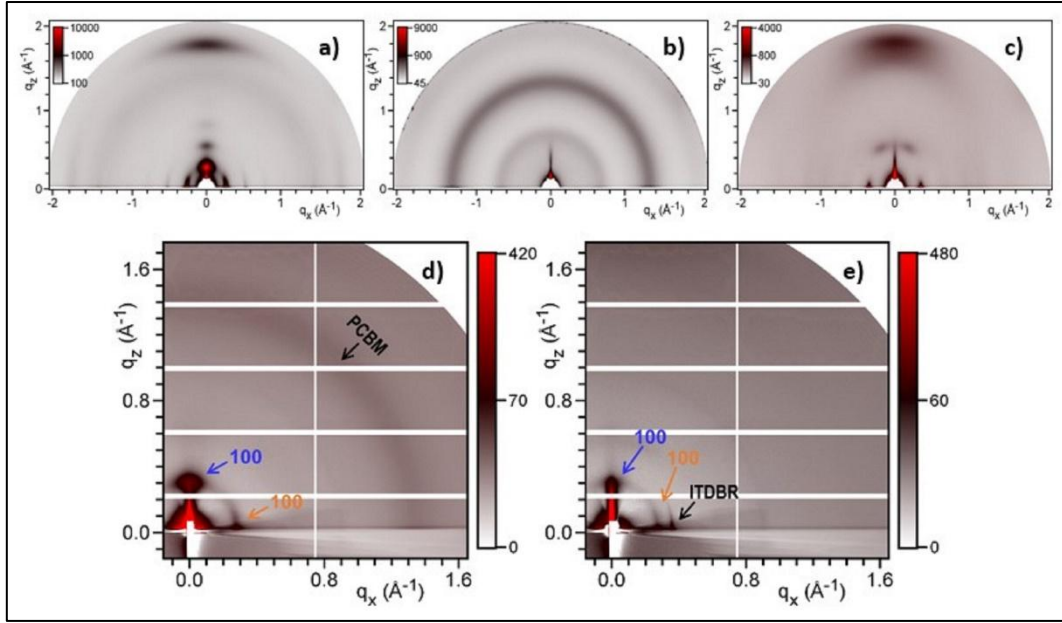 10000
1000
100
a)
q_z (Å⁻¹)
2
1
0
-2 -1 0 1 2
q_x (Å⁻¹)
9000
900
45
b)
q_z (Å⁻¹)
2
1
0
-2 -1 0 1 2
q_x (Å⁻¹)
4000
800
30
c)
q_z (Å⁻¹)
2
1
0
-2 -1 0 1 2
q_x (Å⁻¹)
d)
q_z (Å⁻¹)
1.6
0.8
0.0
PCBM
100
100
0.0 0.8 1.6
q_x (Å⁻¹)
420
70
0
e)
q_z (Å⁻¹)
1.6
0.8
0.0
100
100
ITDBR
0.0 0.8 1.6
q_x (Å⁻¹)
480
60
0